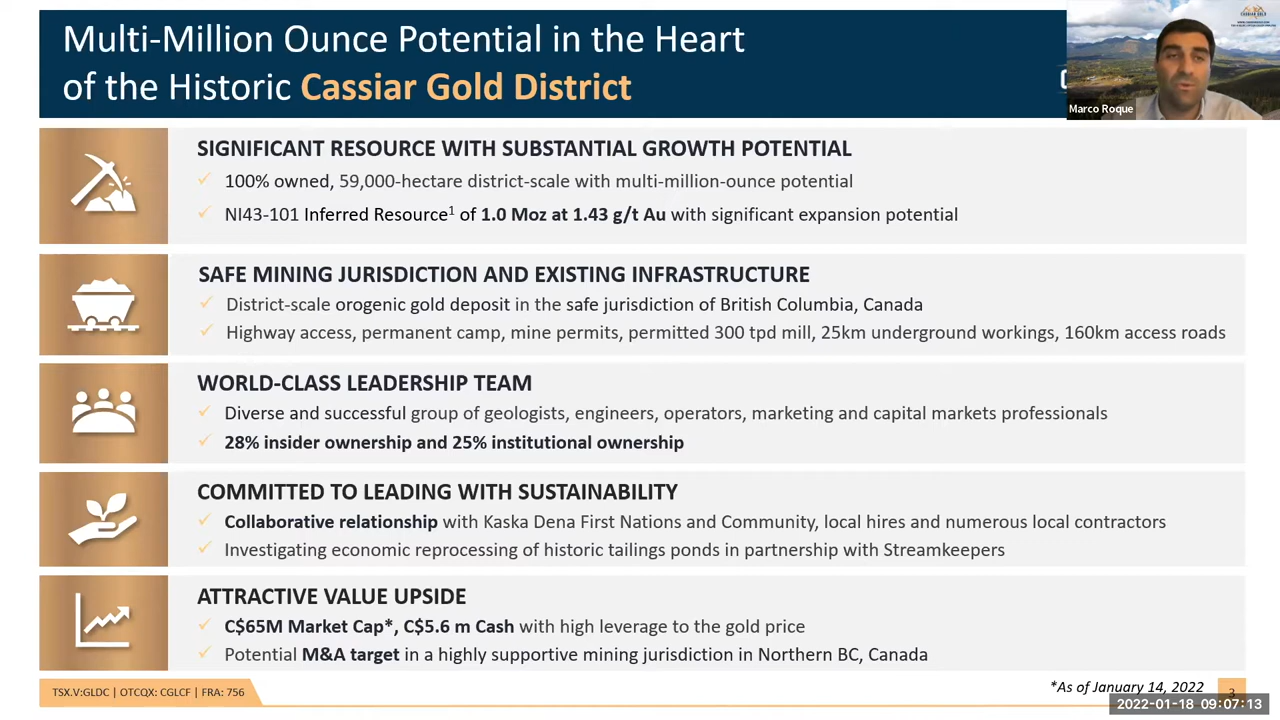 Multi-Million Ounce Potential in the Heart
of the Historic Cassiar Gold District
CASSIAR GOLD
Marco Roque
SIGNIFICANT RESOURCE WITH SUBSTANTIAL GROWTH POTENTIAL
100% owned, 59,000-hectare district-scale with multi-million-ounce potential
NI43-101 Inferred Resource1 of 1.0 Moz at 1.43 g/t Au with significant expansion potential
SAFE MINING JURISDICTION AND EXISTING INFRASTRUCTURE
District-scale orogenic gold deposit in the safe jurisdiction of British Columbia, Canada
Highway access, permanent camp, mine permits, permitted 300 tpd mill, 25km underground workings, 160km access roads
WORLD-CLASS LEADERSHIP TEAM
Diverse and successful group of geologists, engineers, operators, marketing and capital markets professionals
28% insider ownership and 25% institutional ownership
COMMITTED TO LEADING WITH SUSTAINABILITY
Collaborative relationship with Kaska Dena First Nations and Community, local hires and numerous local contractors
Investigating economic reprocessing of historic tailings ponds in partnership with Streamkeepers
ATTRACTIVE VALUE UPSIDE
C$65M Market Cap*, C$5.6 m Cash with high leverage to the gold price
Potential M&A target in a highly supportive mining jurisdiction in Northern BC, Canada
TSX.V:GLDC | OTCQX: CGLCF | FRA: 756
*As of January 14, 2022
3
2022-01-18 09:07:13